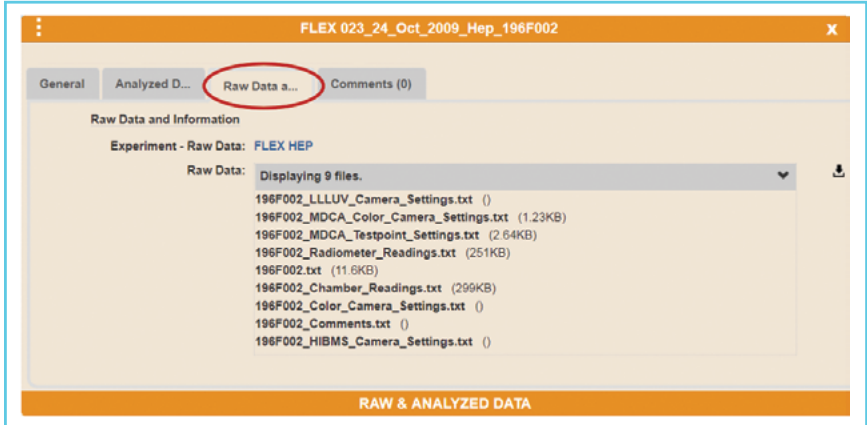 FLEX 023_24_Oct_2009_Hep_196F002 x
General Analyzed D... Raw Data a... Comments (0)
Raw Data and Information
Experiment - Raw Data: FLEX HEP
Raw Data: Displaying 9 files.
196F002_LLLUV_Camera_Settings.txt ()
196F002_MDCA_Color_Camera_Settings.txt (1.23KB)
196F002_MDCA_Testpoint_Settings.txt (2.64KB)
196F002_Radiometer_Readings.txt (251KB)
196F002.txt (11.6KB)
196F002_Chamber_Readings.txt (299KB)
196F002_Color_Camera_Settings.txt ()
196F002_Comments.txt ()
196F002_HIBMS_Camera_Settings.txt ()
RAW & ANALYZED DATA